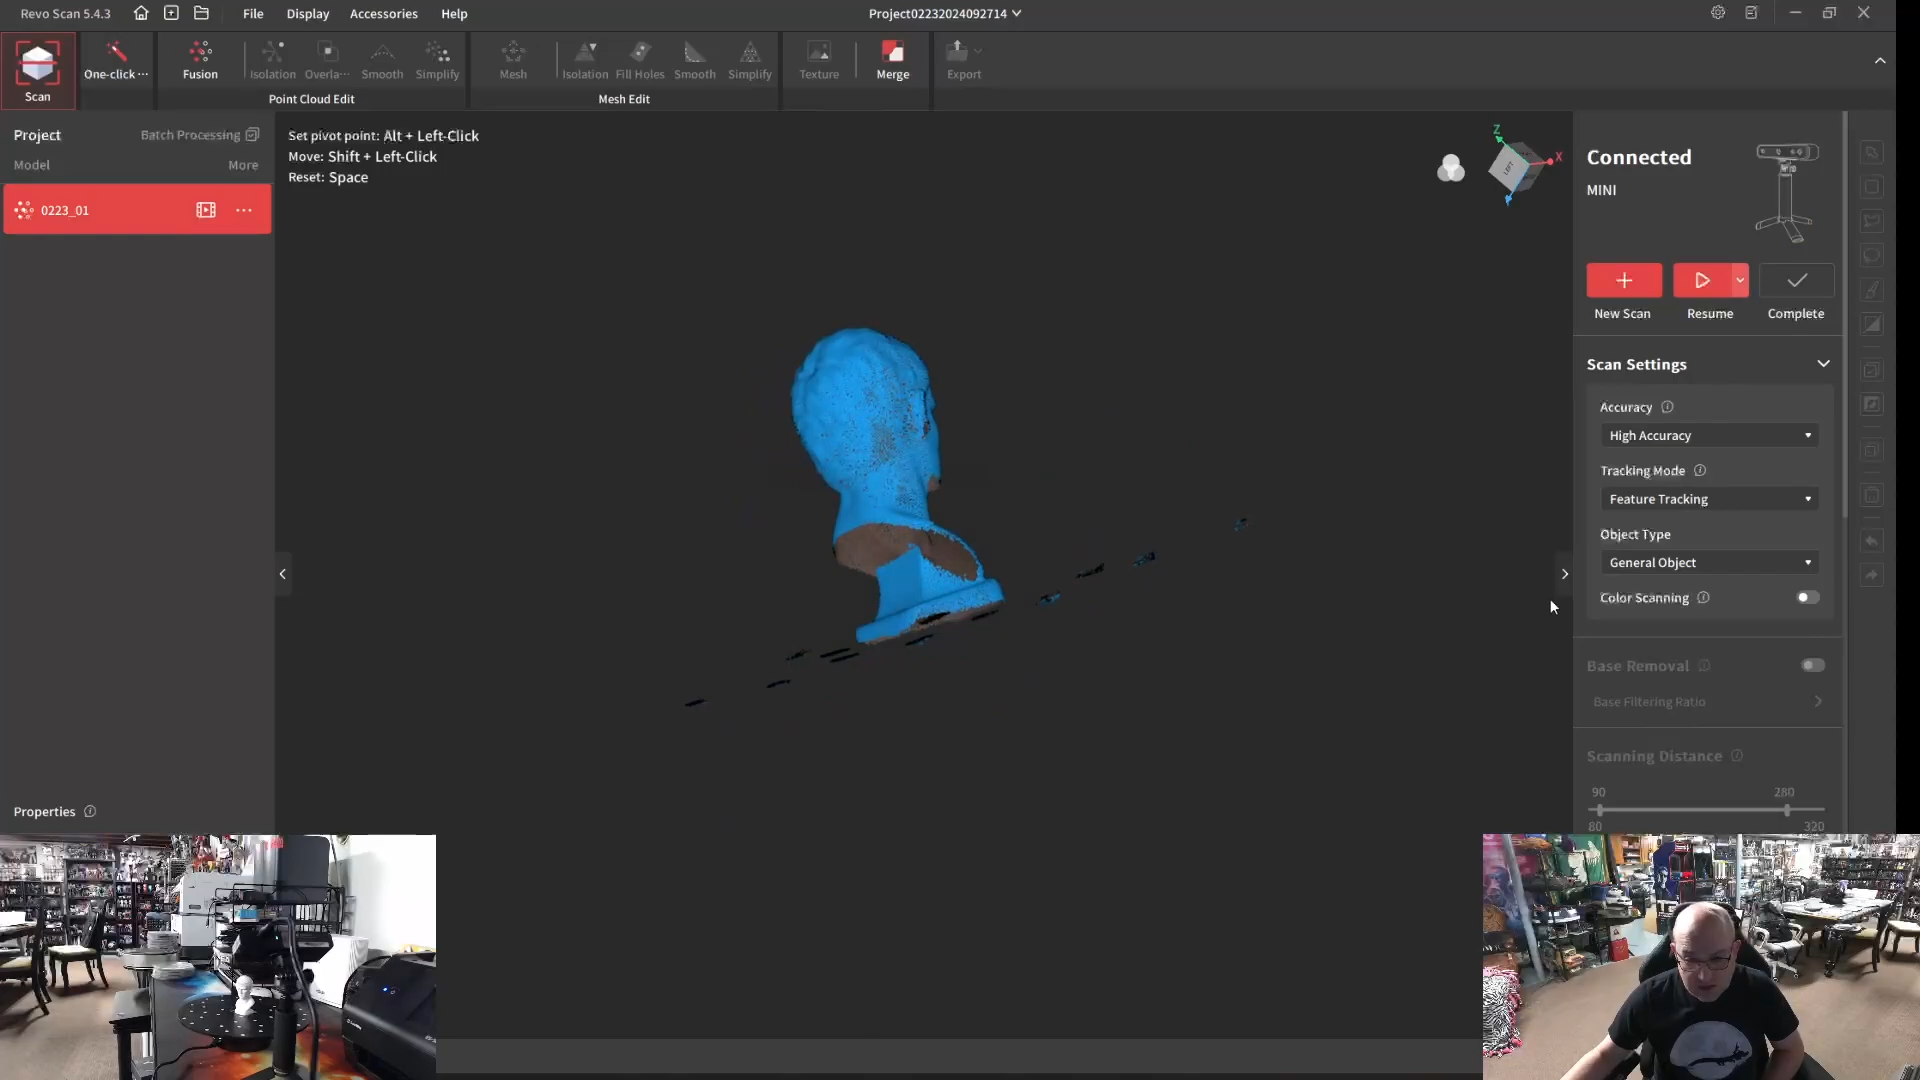 Revo Scan 5.4.3
File
Display
Accessories
Help
Project02232024092714
Scan
One-click ···
Fusion
Isolation
Overla···
Smooth
Simplify
Point Cloud Edit
Mesh
Isolation
Fill Holes
Smooth
Simplify
Mesh Edit
Texture
Merge
Export
Project
Batch Processing
Model
More
0223_01
···
Properties
Set pivot point: Alt + Left-Click
Move: Shift + Left-Click
Reset: Space
Z
X
LEFT
Connected
MINI
New Scan
Resume
Complete
Scan Settings
Accuracy
High Accuracy
Tracking Mode
Feature Tracking
Object Type
General Object
Color Scanning
Base Removal
Base Filtering Ratio
Scanning Distance
90
280
80
320